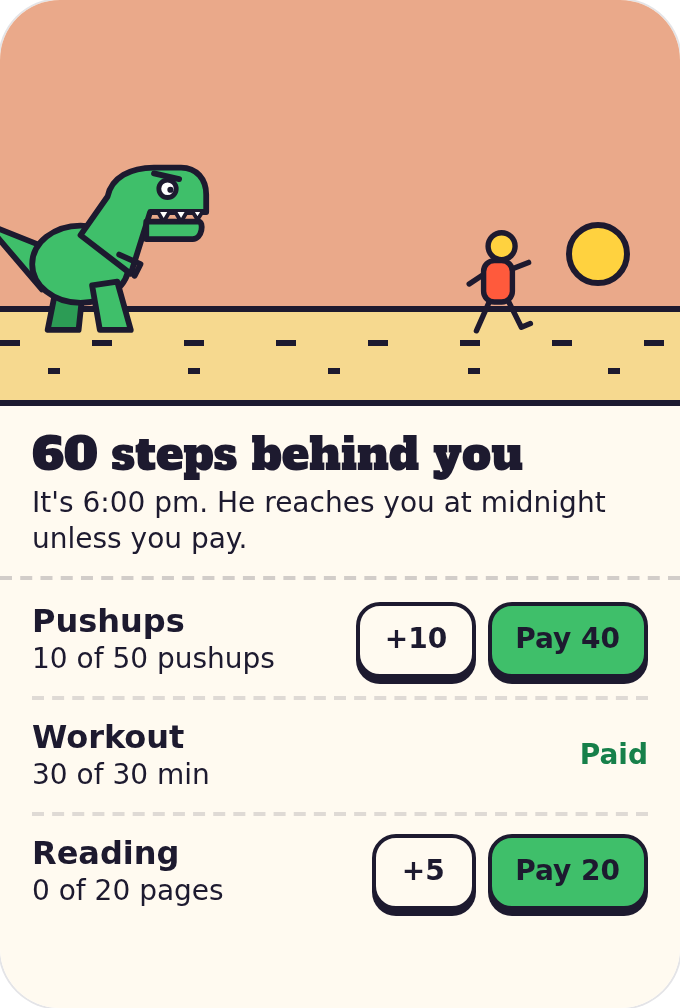 60 steps behind you
It's 6:00 pm. He reaches you at midnight
unless you pay.
Pushups
10 of 50 pushups
+10
Pay 40
Workout
30 of 30 min
Paid
Reading
0 of 20 pages
+5
Pay 20